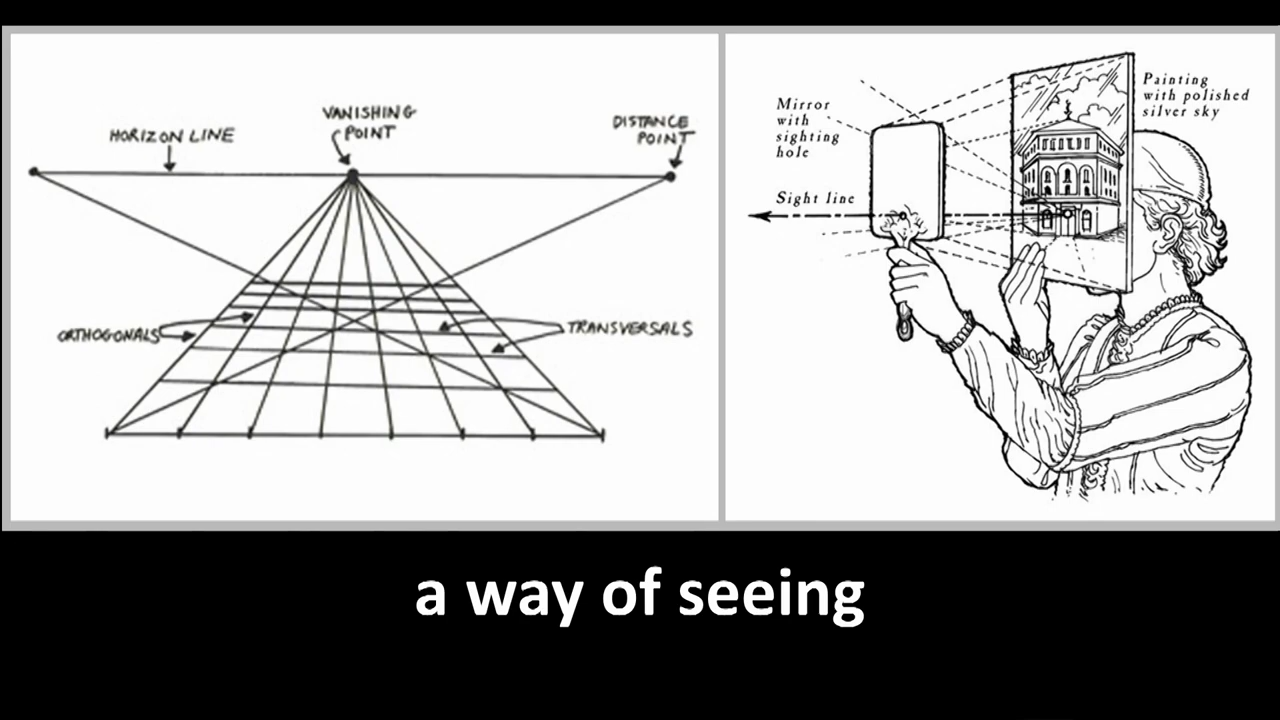 HORIZON LINE
VANISHING
POINT
DISTANCE
POINT
ORTHOGONALS
TRANSVERSALS
Mirror
with
sighting
hole
Sight line
Painting
with polished
silver sky
a way of seeing